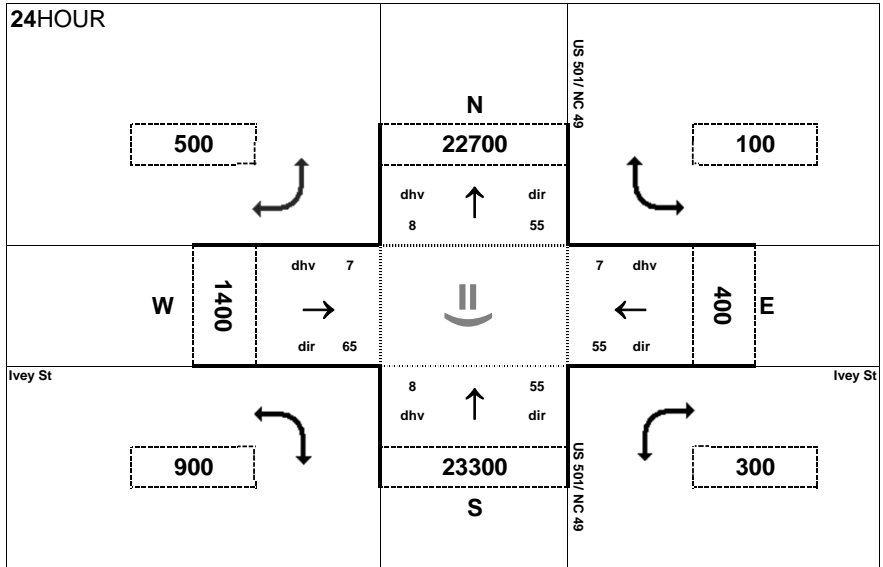 24HOUR
US 501/ NC 49
N
500
22700
100
dhv
dir
8
55
dhv 7
7 dhv
W
1400
400
E
dir 65
55 dir
Ivey St
Ivey St
8
55
dhv
dir
900
23300
300
US 501/ NC 49
S